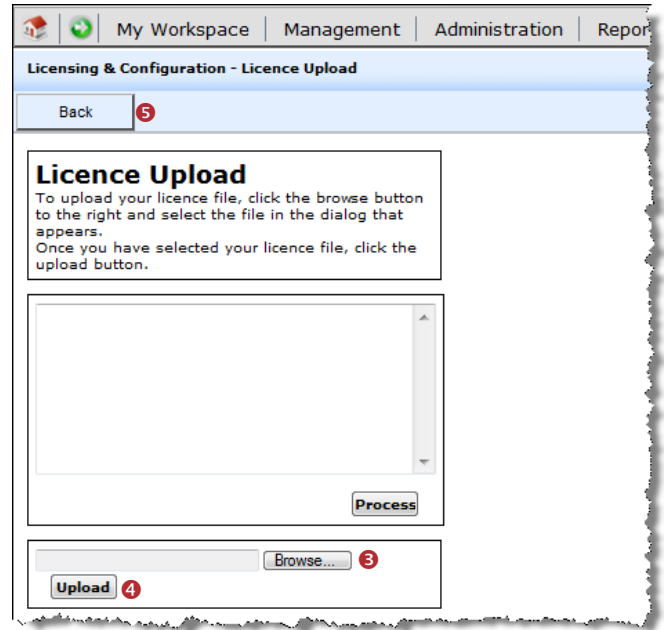 My Workspace Management Administration Repor
Licensing & Configuration - Licence Upload
Back 5
Licence Upload
To upload your licence file, click the browse button
to the right and select the file in the dialog that
appears.
Once you have selected your licence file, click the
upload button.
Process
Browse... 3
Upload 4